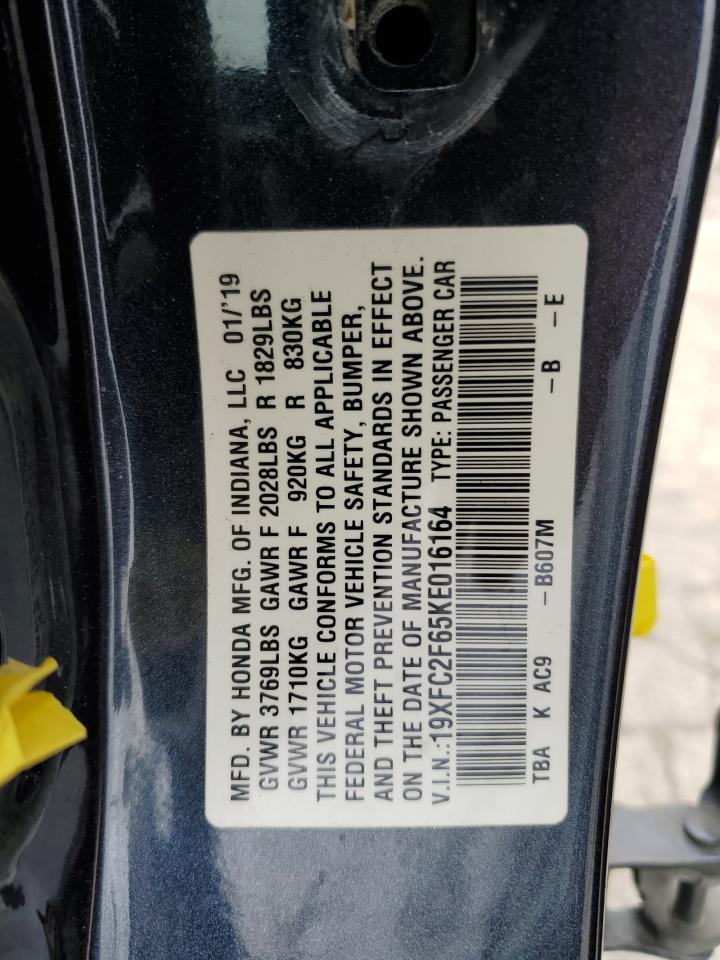 MFD. BY HONDA MFG. OF INDIANA, LLC 01/'19
GVWR 3769LBS GAWR F 2028LBS R 1829LBS
GVWR 1710KG GAWR F 920KG R 830KG
THIS VEHICLE CONFORMS TO ALL APPLICABLE
FEDERAL MOTOR VEHICLE SAFETY, BUMPER,
AND THEFT PREVENTION STANDARDS IN EFFECT
ON THE DATE OF MANUFACTURE SHOWN ABOVE.
V.I.N.:19XFC2F65KE016164 TYPE: PASSENGER CAR
TBA K AC9 –B607M –B –E